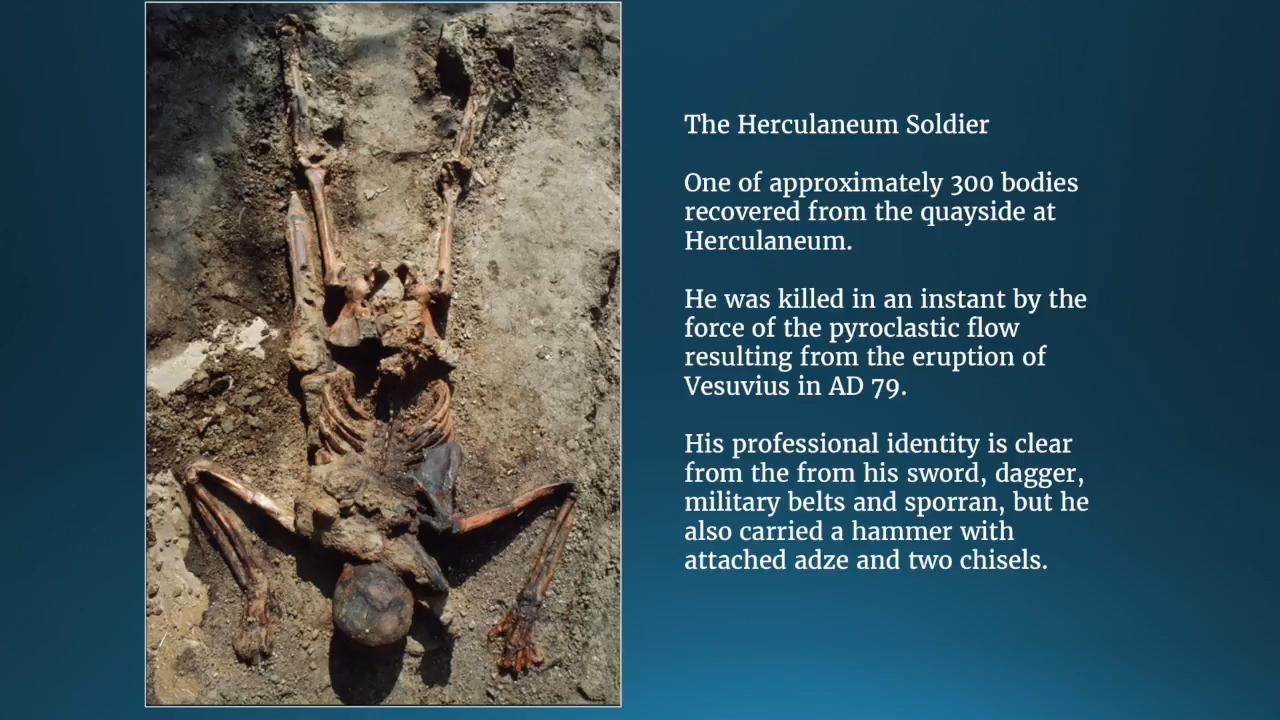 The Herculaneum Soldier
One of approximately 300 bodies
recovered from the quayside at
Herculaneum.
He was killed in an instant by the
force of the pyroclastic flow
resulting from the eruption of
Vesuvius in AD 79.
His professional identity is clear
from the from his sword, dagger,
military belts and sporran, but he
also carried a hammer with
attached adze and two chisels.